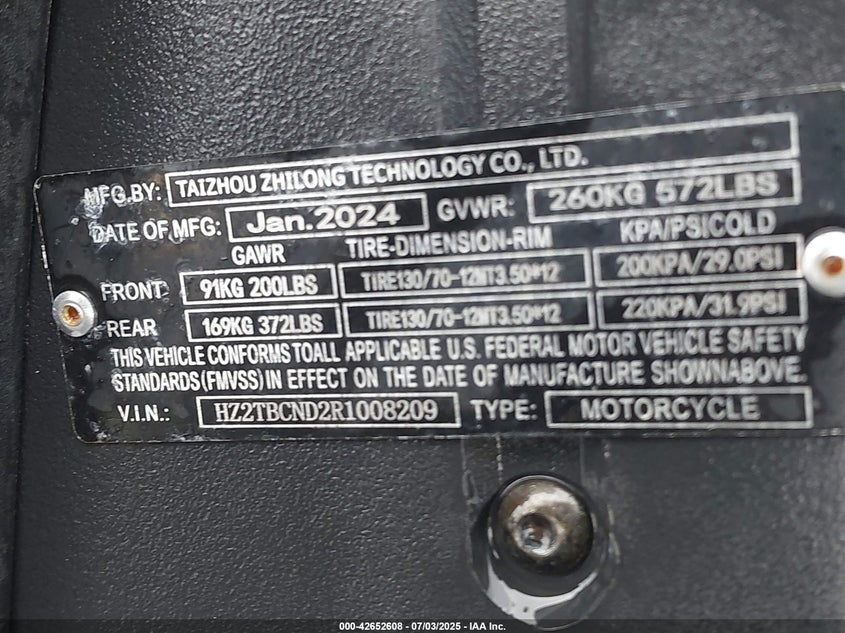 MFG.BY: TAIZHOU ZHILONG TECHNOLOGY CO., LTD.
DATE OF MFG: Jan.2024 GVWR: 260KG 572LBS
GAWR TIRE-DIMENSION-RIM KPA/PSICOLD
FRONT 91KG 200LBS TIRE130/70-12MT3.50*12 200KPA/29.0PSI
REAR 169KG 372LBS TIRE130/70-12MT3.50*12 220KPA/31.9PSI
THIS VEHICLE CONFORMS TOALL APPLICABLE U.S. FEDERAL MOTOR VEHICLE SAFETY
STANDARDS (FMVSS) IN EFFECT ON THE DATE OF MANUFACTURE SHOWNABOVE.
V.I.N.: HZ2TBCND2R1008209 TYPE: MOTORCYCLE
000-42652608 - 07/03/2025 - IAA Inc.